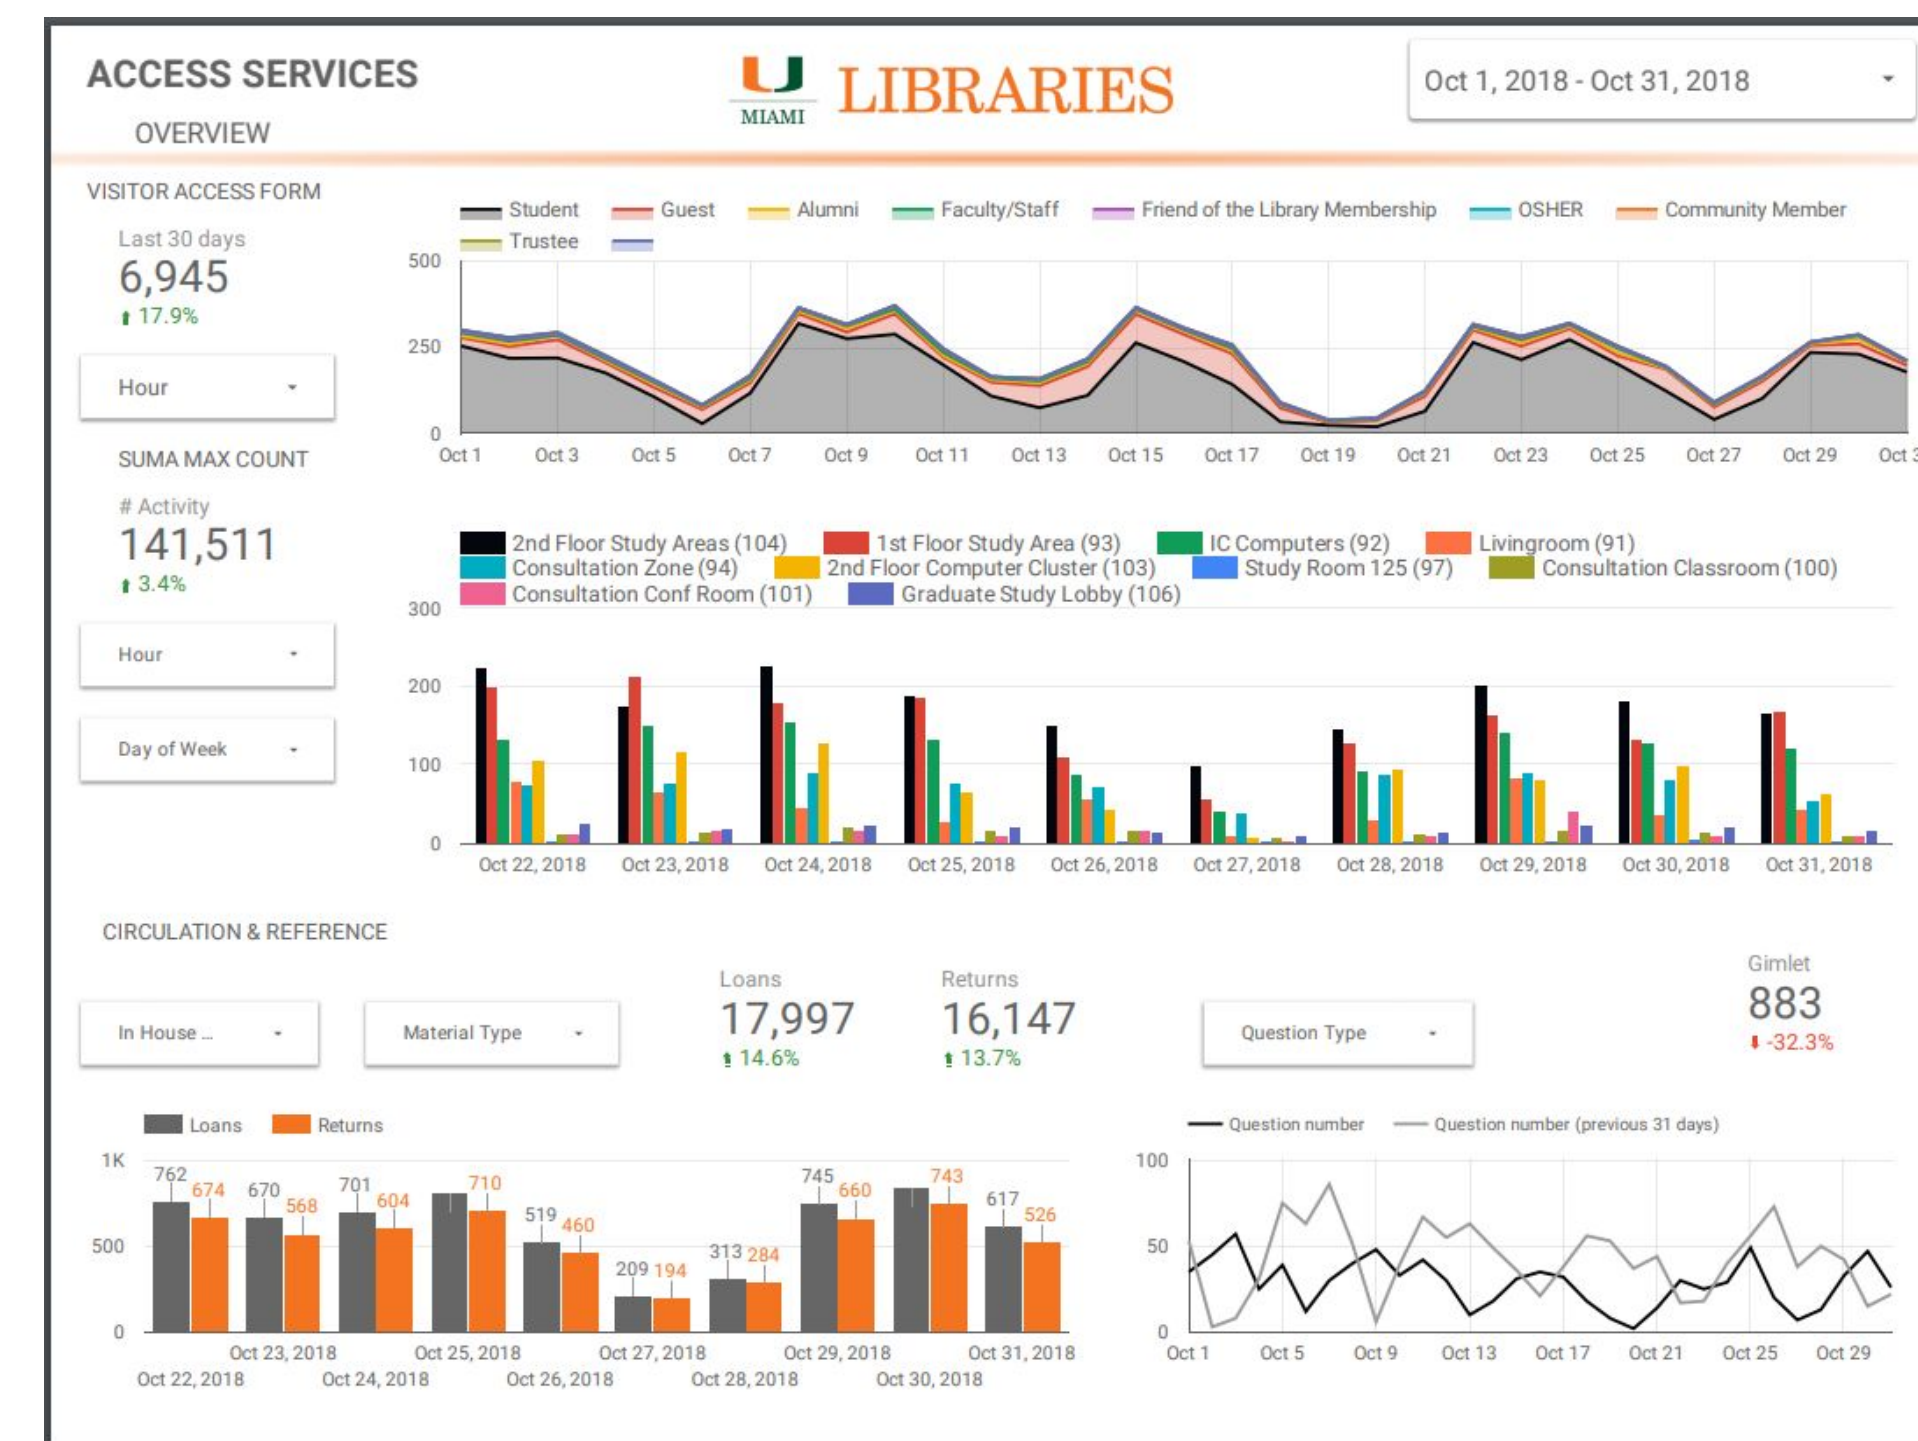 ACCESS SERVICES
OVERVIEW
MIAMI
LIBRARIES
Oct 1, 2018 - Oct 31, 2018
VISITOR ACCESS FORM
Last 30 days
6,945
17.9%
Hour
Student Guest Alumni Faculty/Staff Friend of the Library Membership OSHER Community Member
Trustee
500
250
0
Oct 1 Oct 3 Oct 5 Oct 7 Oct 9 Oct 11 Oct 13 Oct 15 Oct 17 Oct 19 Oct 21 Oct 23 Oct 25 Oct 27 Oct 29 Oct 3
SUMA MAX COUNT
# Activity
141,511
3.4%
Hour
Day of Week
2nd Floor Study Areas (104) 1st Floor Study Area (93) IC Computers (92) Livingroom (91)
Consultation Zone (94) 2nd Floor Computer Cluster (103) Study Room 125 (97) Consultation Classroom (100)
Consultation Conf Room (101) Graduate Study Lobby (106)
300
200
100
0
Oct 22, 2018 Oct 23, 2018 Oct 24, 2018 Oct 25, 2018 Oct 26, 2018 Oct 27, 2018 Oct 28, 2018 Oct 29, 2018 Oct 30, 2018 Oct 31, 2018
CIRCULATION & REFERENCE
In House ...
Material Type
Loans
17,997
14.6%
Returns
16,147
13.7%
Question Type
Gimlet
883
-32.3%
Loans Returns
1K
500
0
762 674 670 568 701 604 710 519 460 209 194 313 284 745 660 743 617 526
Oct 23, 2018 Oct 25, 2018 Oct 27, 2018 Oct 29, 2018 Oct 31, 2018
Oct 22, 2018 Oct 24, 2018 Oct 26, 2018 Oct 28, 2018 Oct 30, 2018
Question number Question number (previous 31 days)
100
50
0
Oct 1 Oct 5 Oct 9 Oct 13 Oct 17 Oct 21 Oct 25 Oct 29